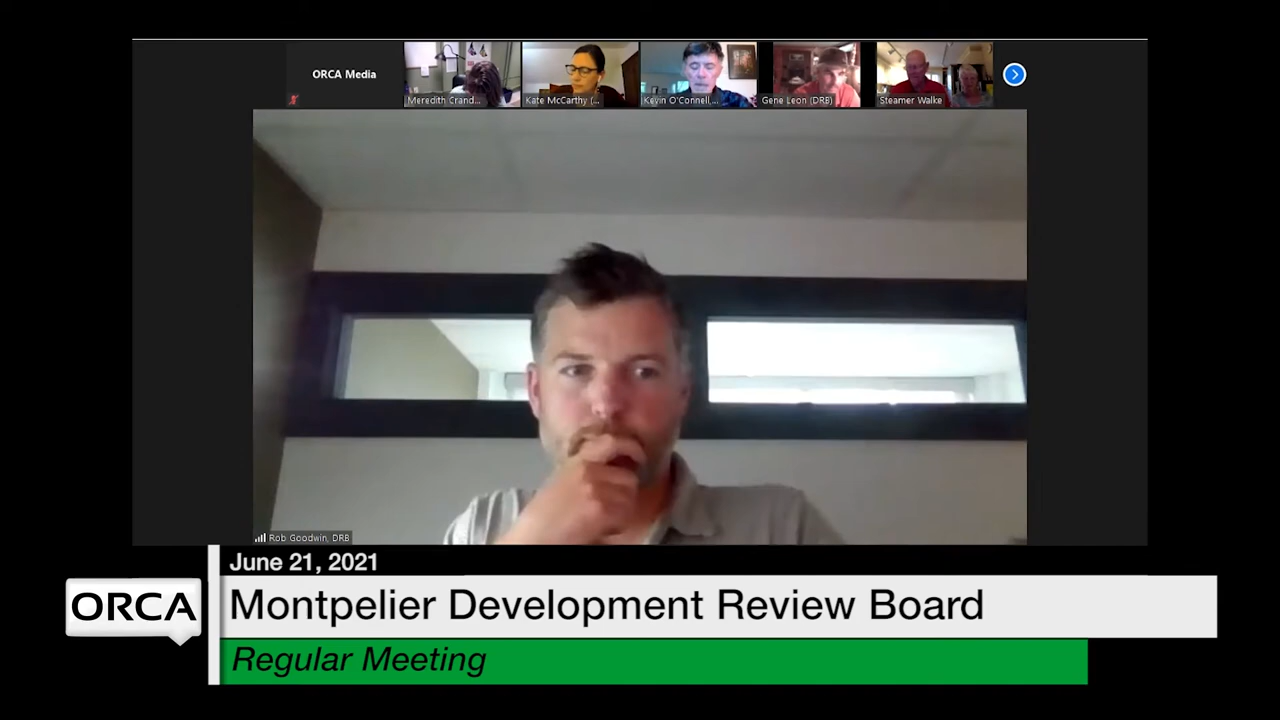 ORCA Media
Meredith Crand...
Kate McCarthy (...
Kevin O'Connell,...
Gene Leon (DRB)
Steamer Walke
Rob Goodwin, DRB
June 21, 2021
ORCA
Montpelier Development Review Board
Regular Meeting